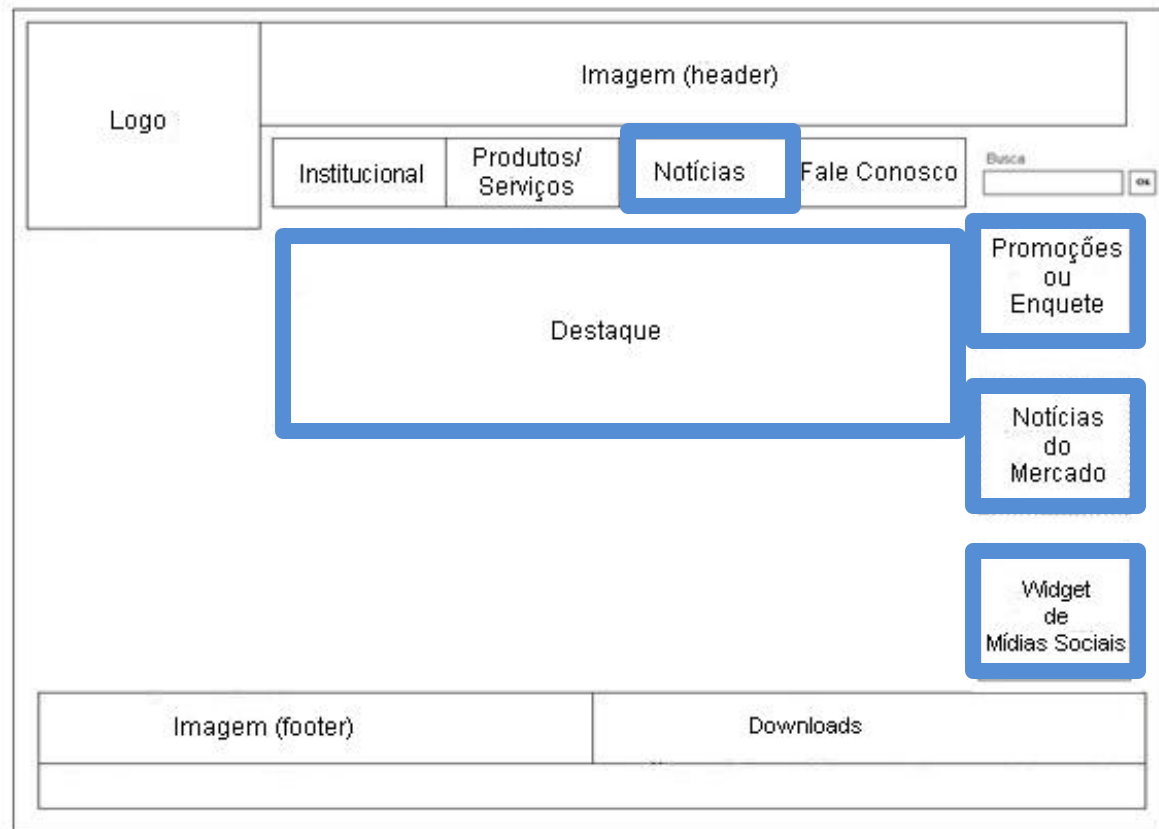 Imagem (header)
Logo
Institucional
Produtos/
Serviços
Notícias
Fale Conosco
Busca
OK
Promoções
ou
Enquete
Destaque
Notícias
do
Mercado
Widget
de
Mídias Sociais
Imagem (footer)
Downloads